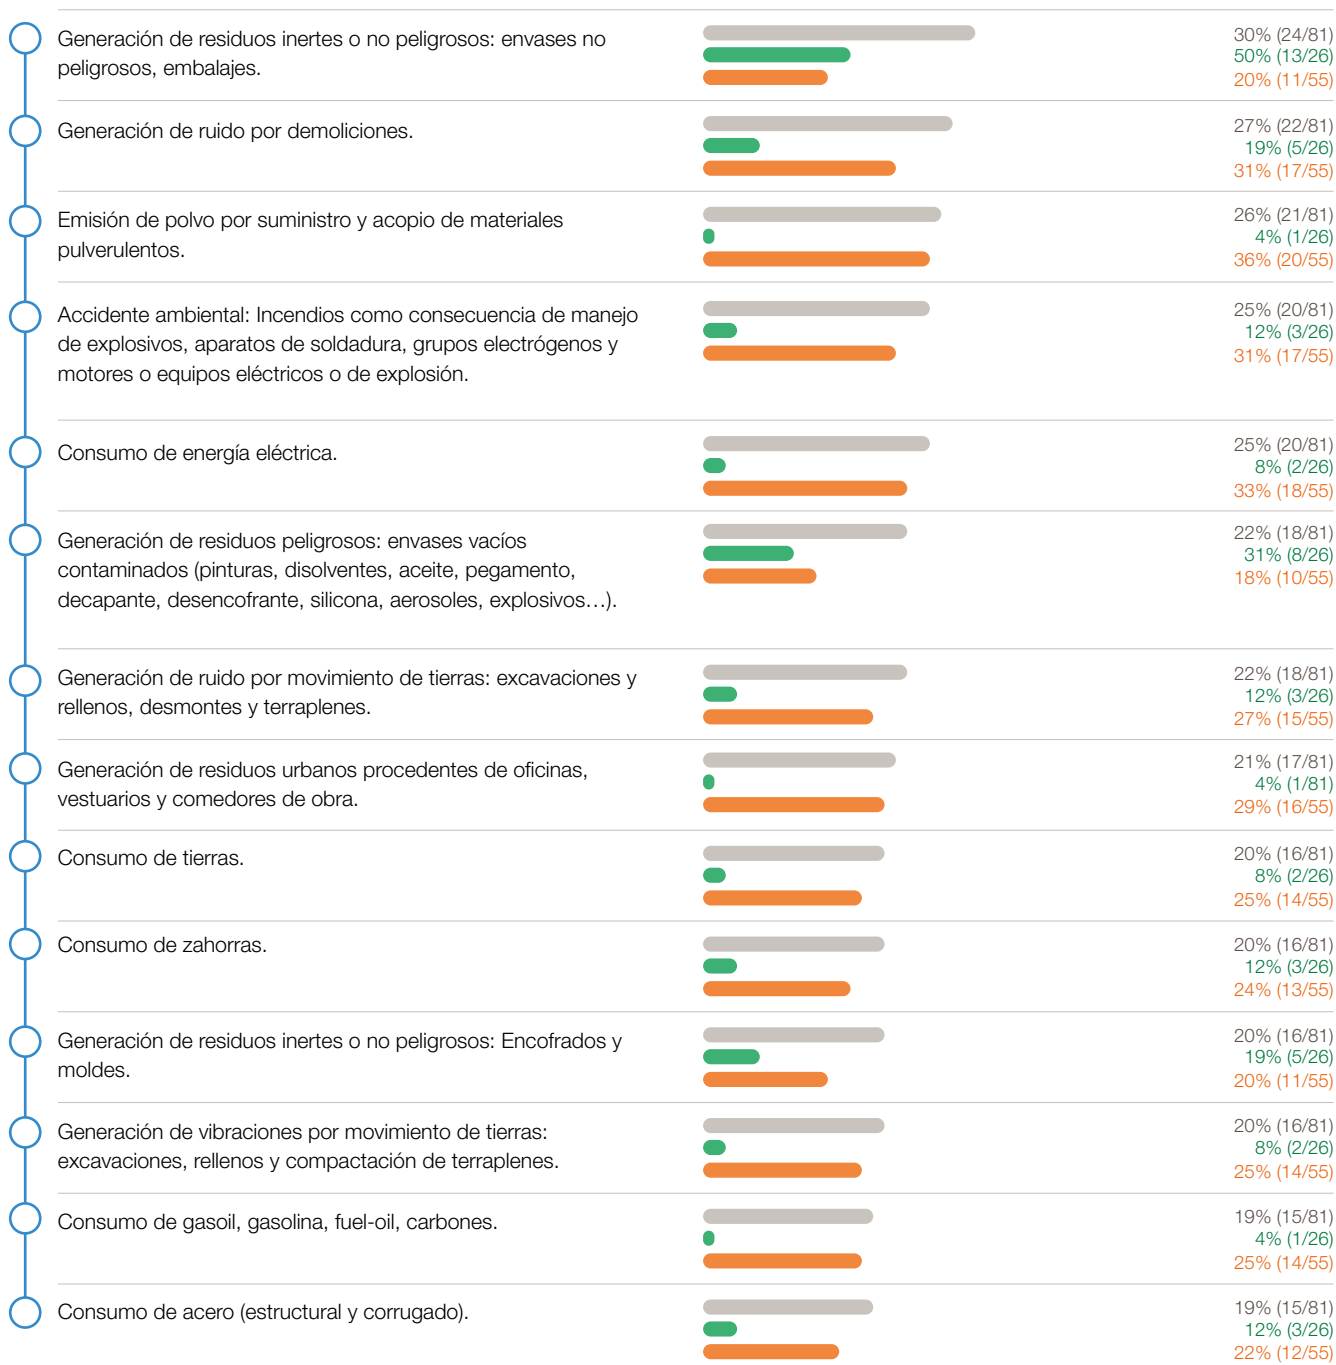 Generación de residuos inertes o no peligrosos: envases no
peligrosos, embalajes.
30% (24/81)
50% (13/26)
20% (11/55)
Generación de ruido por demoliciones.
27% (22/81)
19% (5/26)
31% (17/55)
Emisión de polvo por suministro y acopio de materiales
pulverulentos.
26% (21/81)
4% (1/26)
36% (20/55)
Accidente ambiental: Incendios como consecuencia de manejo
de explosivos, aparatos de soldadura, grupos electrógenos y
motores o equipos eléctricos o de explosión.
25% (20/81)
12% (3/26)
31% (17/55)
Consumo de energía eléctrica.
25% (20/81)
8% (2/26)
33% (18/55)
Generación de residuos peligrosos: envases vacíos
contaminados (pinturas, disolventes, aceite, pegamento,
decapante, desencofrante, silicona, aerosoles, explosivos…).
22% (18/81)
31% (8/26)
18% (10/55)
Generación de ruido por movimiento de tierras: excavaciones y
rellenos, desmontes y terraplenes.
22% (18/81)
12% (3/26)
27% (15/55)
Generación de residuos urbanos procedentes de oficinas,
vestuarios y comedores de obra.
21% (17/81)
4% (1/81)
29% (16/55)
Consumo de tierras.
20% (16/81)
8% (2/26)
25% (14/55)
Consumo de zahorras.
20% (16/81)
12% (3/26)
24% (13/55)
Generación de residuos inertes o no peligrosos: Encofrados y
moldes.
20% (16/81)
19% (5/26)
20% (11/55)
Generación de vibraciones por movimiento de tierras:
excavaciones, rellenos y compactación de terraplenes.
20% (16/81)
8% (2/26)
25% (14/55)
Consumo de gasoil, gasolina, fuel-oil, carbones.
19% (15/81)
4% (1/26)
25% (14/55)
Consumo de acero (estructural y corrugado).
19% (15/81)
12% (3/26)
22% (12/55)